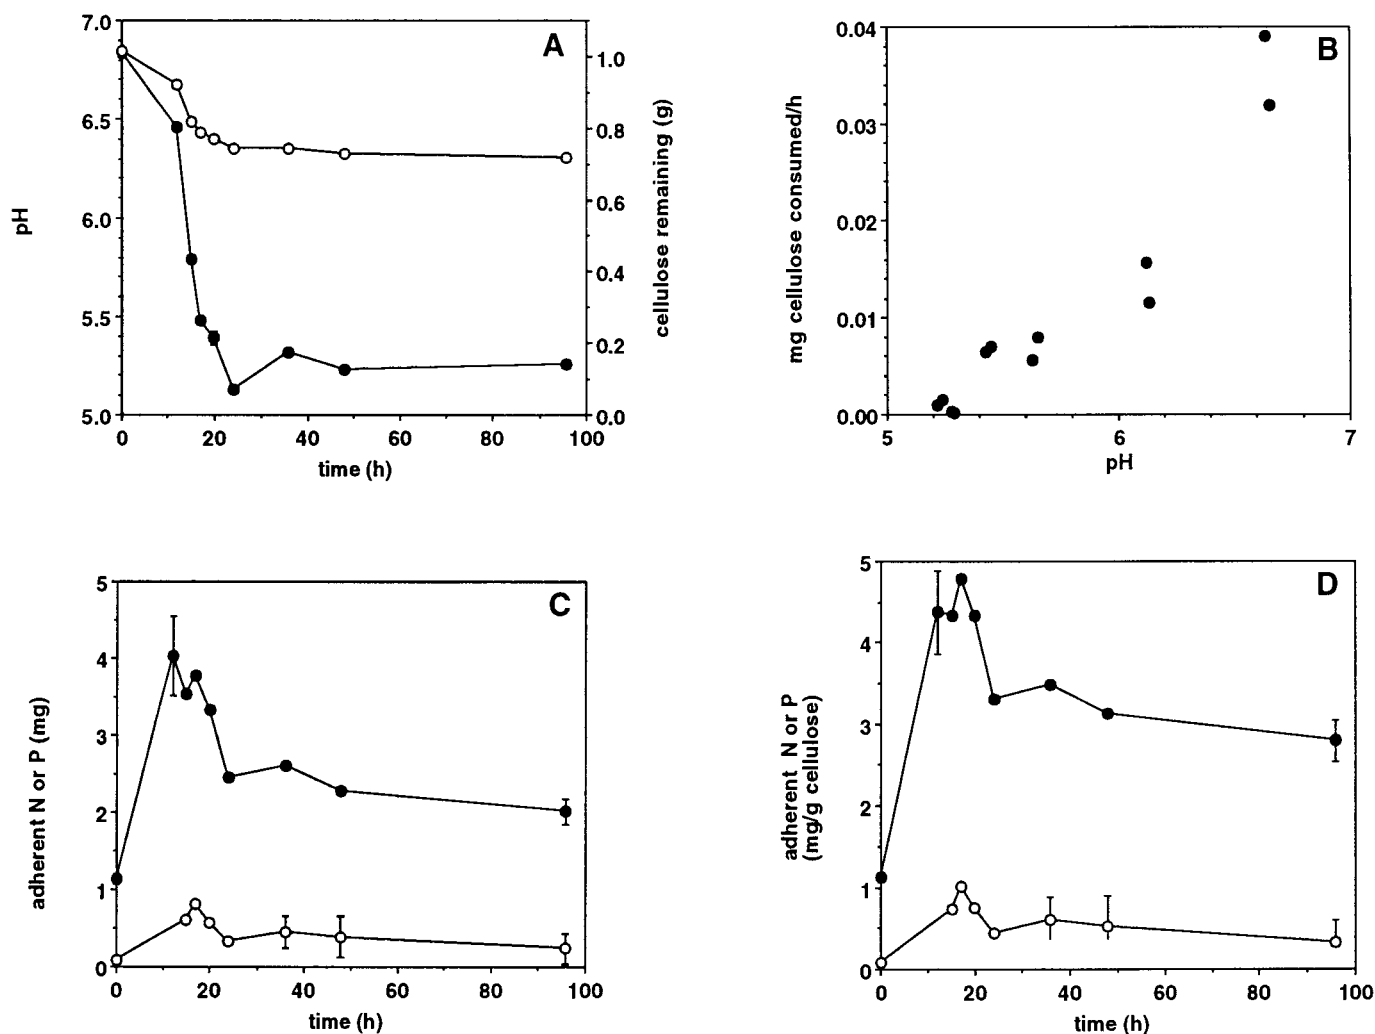 A
7.0
6.5
6.0
5.5
5.0
pH
1.0
0.8
0.6
0.4
0.2
0.0
cellulose remaining (g)
0 20 40 60 80 100
time (h)
B
0.04
0.03
0.02
0.01
0.00
mg cellulose consumed/h
5 6 7
pH
C
5
4
3
2
1
0
adherent N or P (mg)
0 20 40 60 80 100
time (h)
D
5
4
3
2
1
0
adherent N or P
(mg/g cellulose)
0 20 40 60 80 100
time (h)